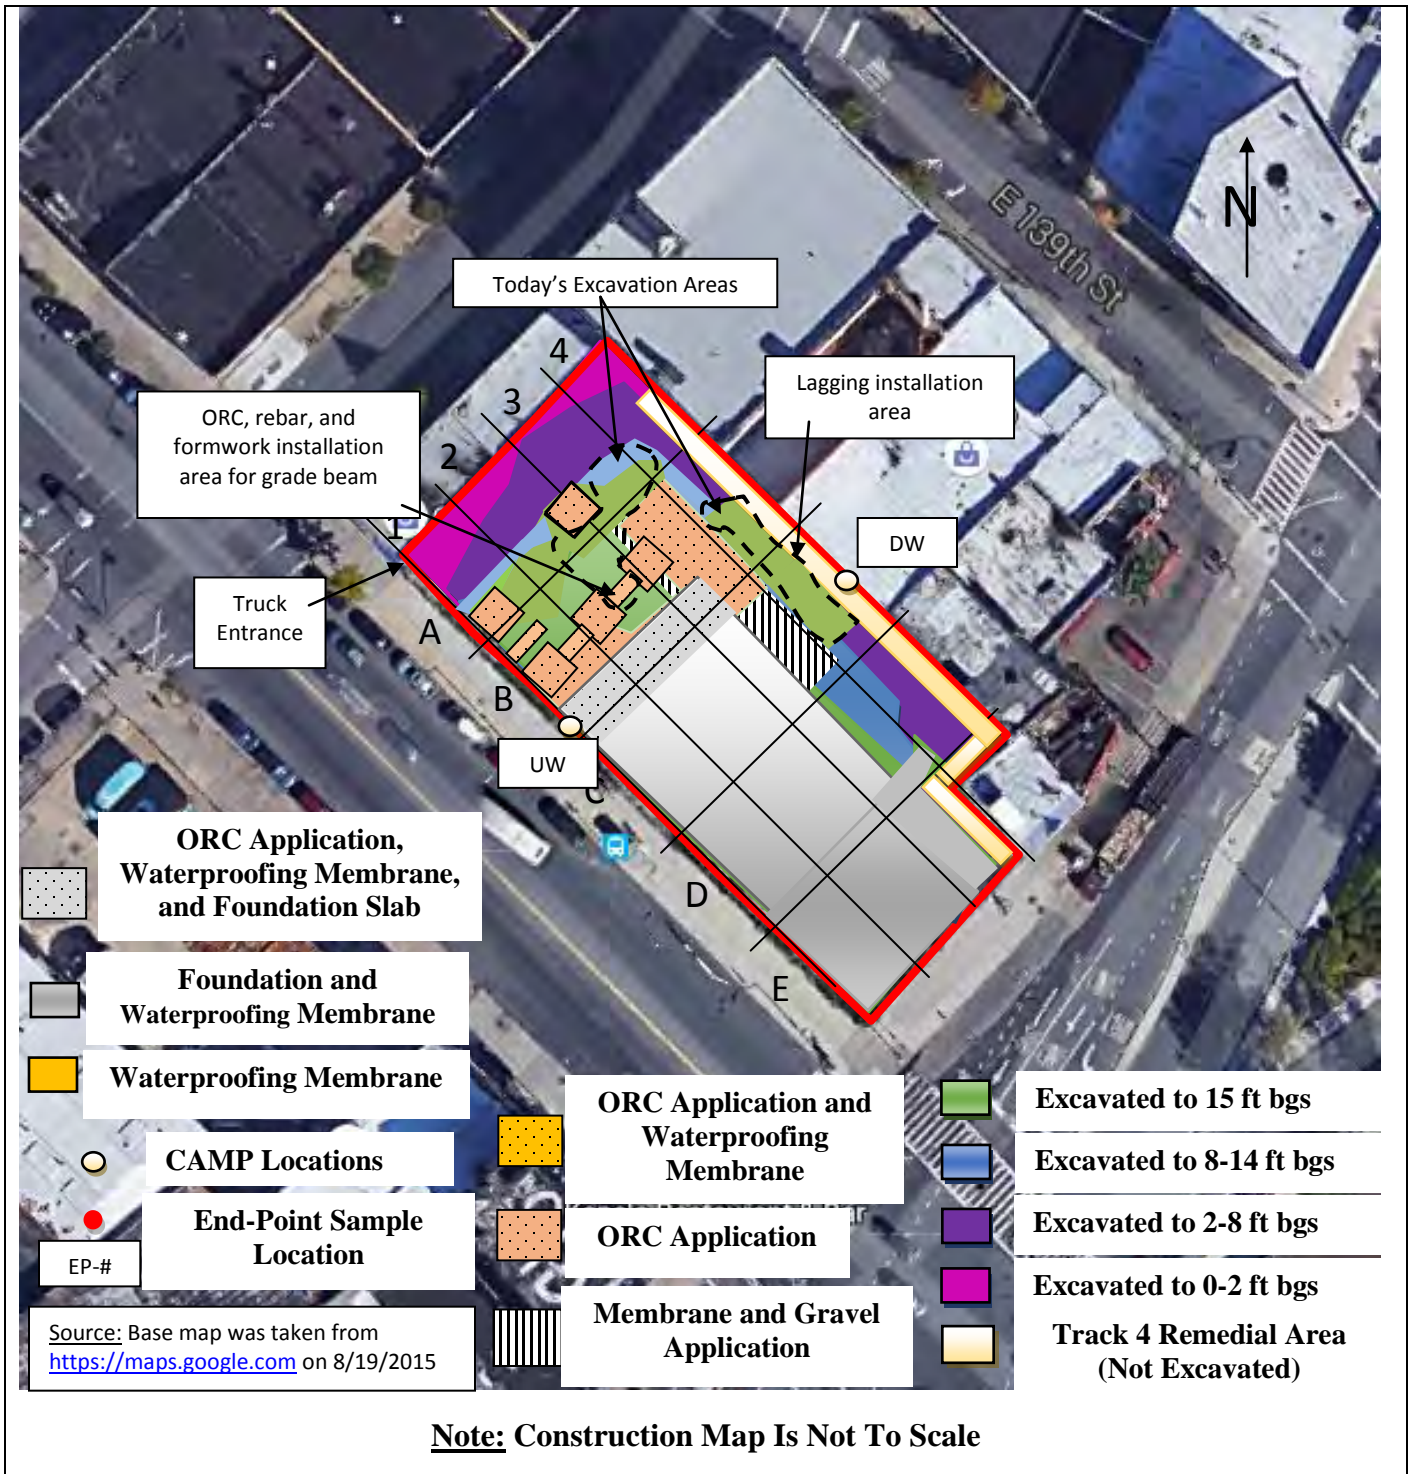 E 139th St
N
Today's Excavation Areas
Lagging installation
area
ORC, rebar, and
formwork installation
area for grade beam
4
3
2
1
DW
Truck
Entrance
A
B
UW
C
D
E
ORC Application,
Waterproofing Membrane,
and Foundation Slab
Foundation and
Waterproofing Membrane
Waterproofing Membrane
CAMP Locations
End-Point Sample
Location
EP-#
ORC Application and
Waterproofing
Membrane
ORC Application
Membrane and Gravel
Application
Excavated to 15 ft bgs
Excavated to 8-14 ft bgs
Excavated to 2-8 ft bgs
Excavated to 0-2 ft bgs
Track 4 Remedial Area
(Not Excavated)
Source: Base map was taken from
https://maps.google.com on 8/19/2015
Note: Construction Map Is Not To Scale